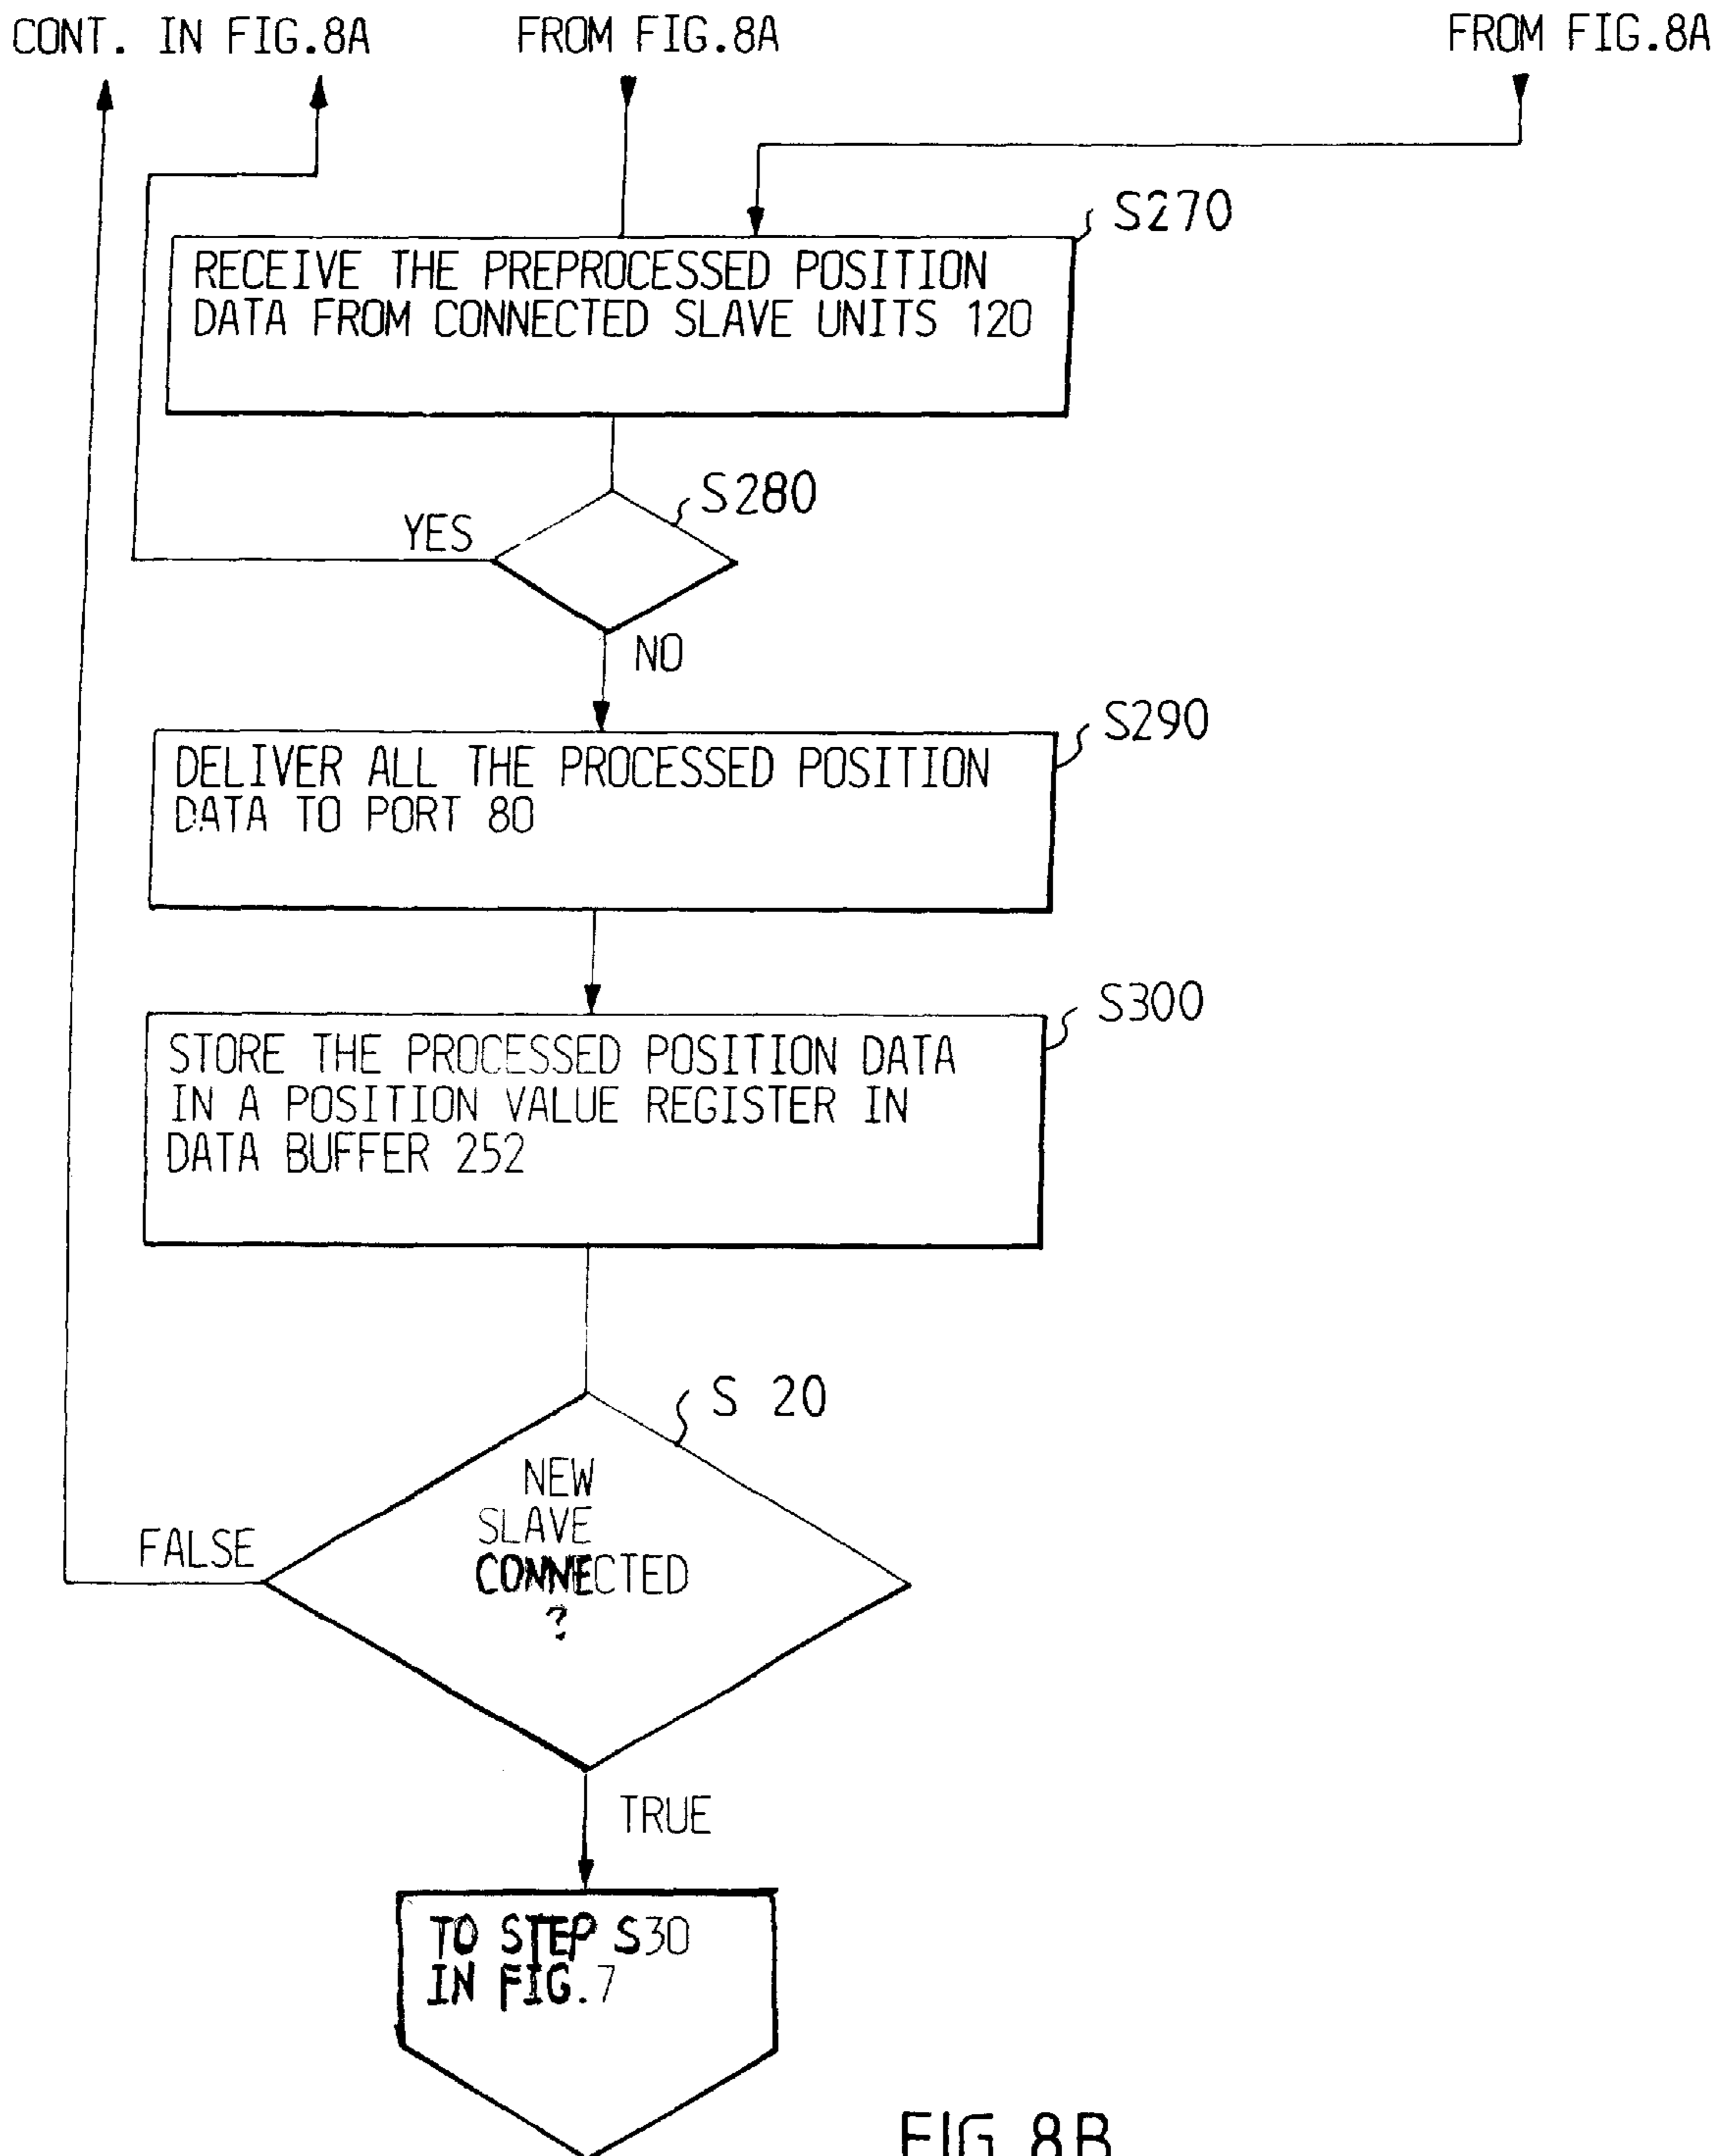 CONT. IN FIG.8A
FROM FIG.8A
FROM FIG.8A
S270
RECEIVE THE PREPROCESSED POSITION
DATA FROM CONNECTED SLAVE UNITS 120
S280
YES
NO
S290
DELIVER ALL THE PROCESSED POSITION
DATA TO PORT 80
S300
STORE THE PROCESSED POSITION DATA
IN A POSITION VALUE REGISTER IN
DATA BUFFER 252
S 20
NEW
SLAVE
CONNECTED
?
FALSE
TRUE
TO STEP S30
IN FIG.7
FIG 8B